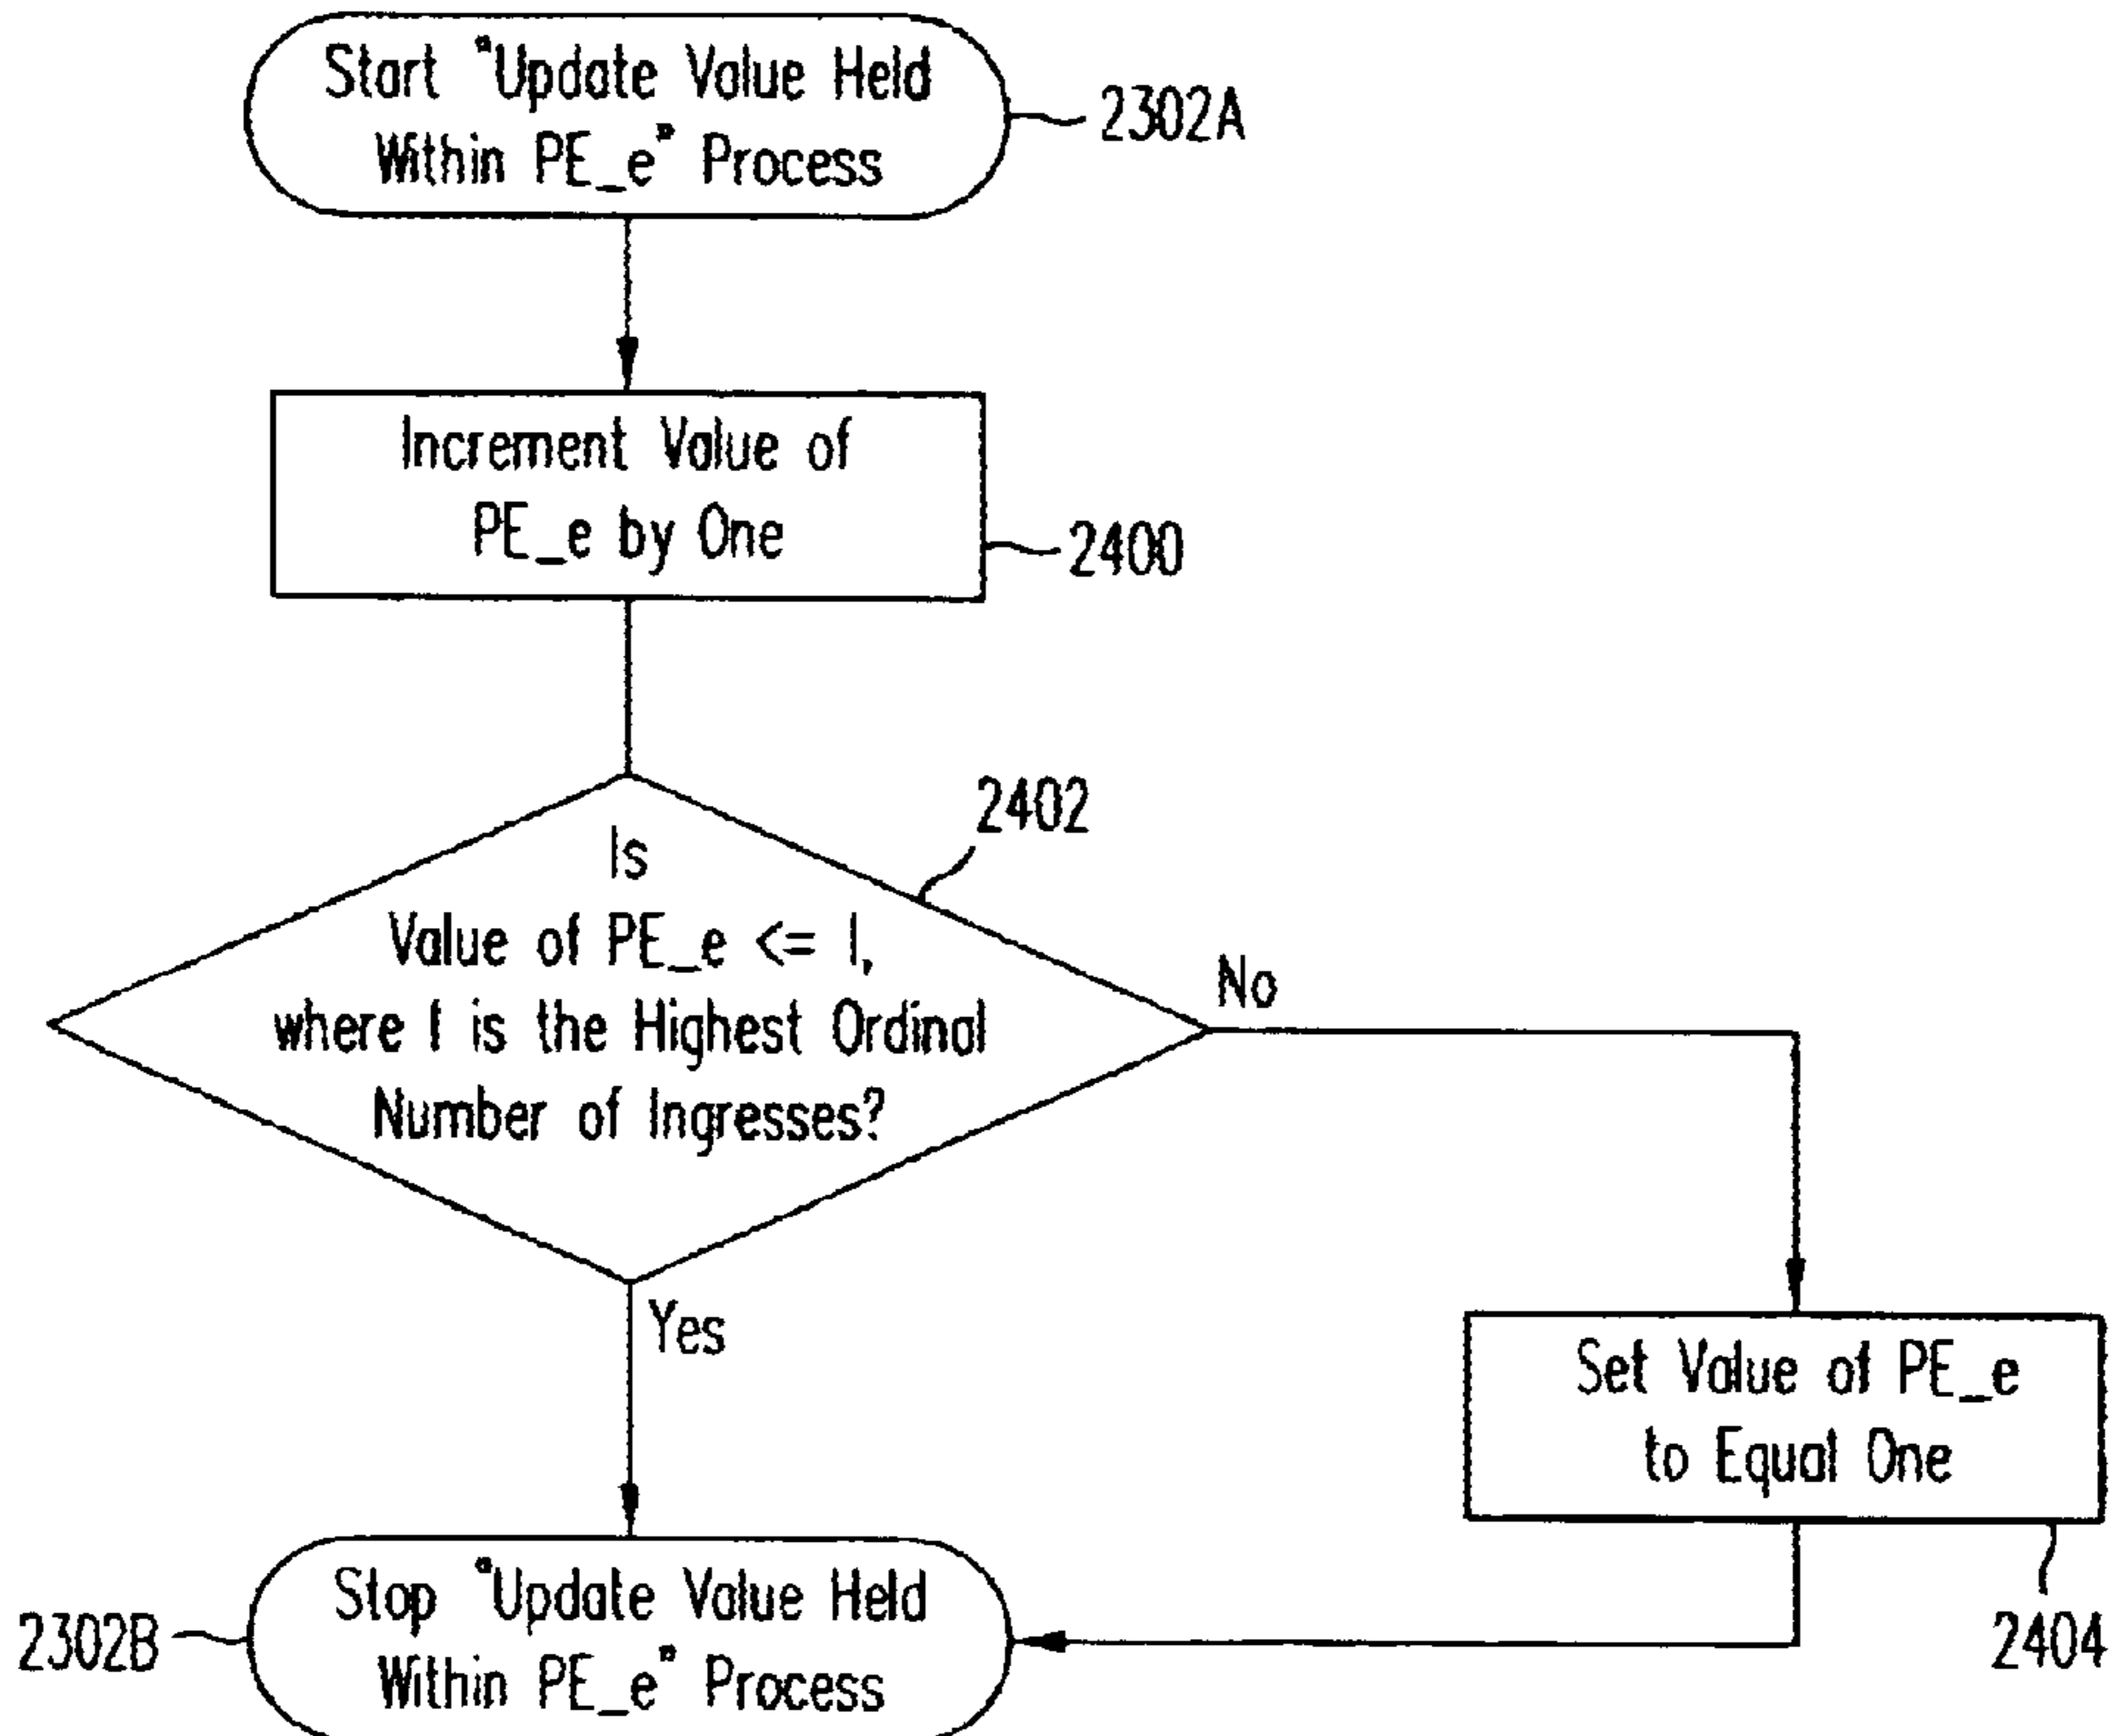 Start "Update Value Held
Within PE_e" Process
2302A
Increment Value of
PE_e by One
2400
2402
Is
Value of PE_e <= I,
where I is the Highest Ordinal
Number of Ingresses?
No
Yes
Set Value of PE_e
to Equal One
2404
Stop "Update Value Held
Within PE_e" Process
2302B